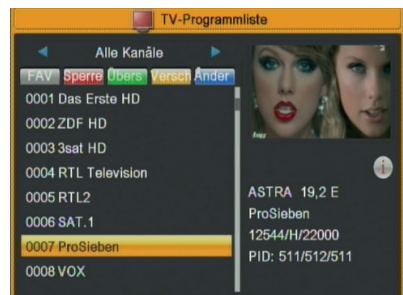 TV-Programmliste
Alle Kanäle
FAV Sperre Übers Versch Änder
0001 Das Erste HD
0002 ZDF HD
0003 3sat HD
0004 RTL Television
0005 RTL2
0006 SAT.1
0007 ProSieben
0008 VOX
ASTRA 19,2 E
ProSieben
12544/H/22000
PID: 511/512/511